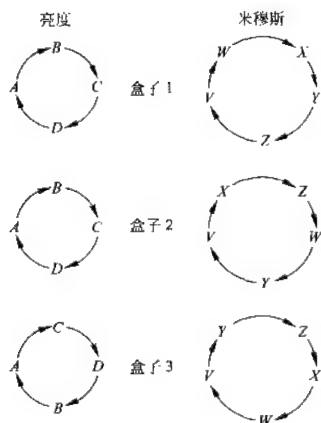 亮度 米穆斯
B W X
A C 盒子 1 V Y
D Z
X Z
B
A C 盒子 2 V W
D Y
C Y Z
A D 盒子 3 V X
B W